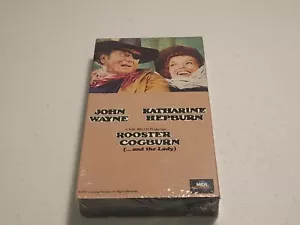 JOHN
WAYNE
KATHARINE
HEPBURN
ROOSTER
COGBURN
(...and the Lady)
MCA